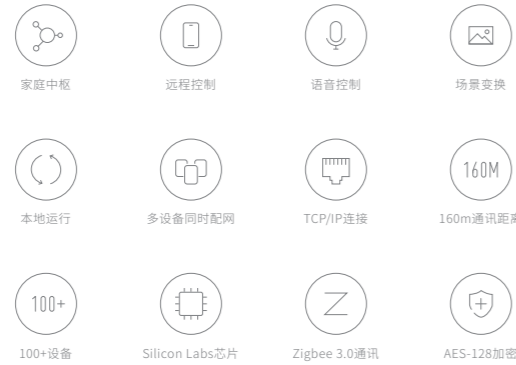 家庭中枢
远程控制
语音控制
场景变换
160M
本地运行
多设备同时配网
TCP/IP连接
160m通讯距离
100+
Z
100+设备
Silicon Labs芯片
Zigbee 3.0通讯
AES-128加密